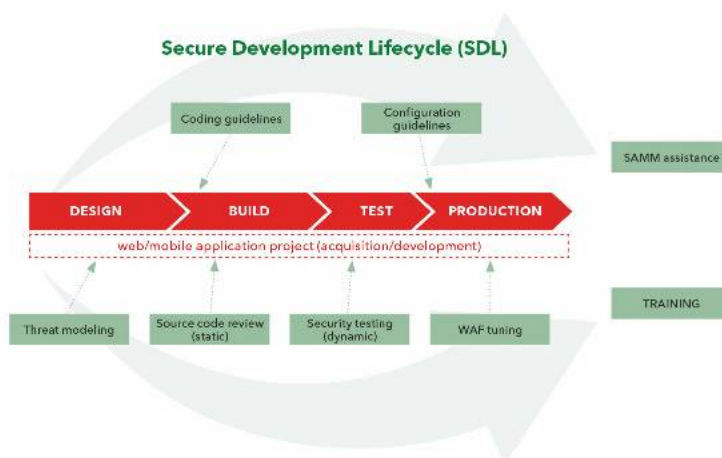 Secure Development Lifecycle (SDL)
Coding guidelines
Configuration
guidelines
SAMM assistance
DESIGN
BUILD
TEST
PRODUCTION
web/mobile application project (acquisition/development)
TRAINING
Threat modeling
Source code review
(static)
Security testing
(dynamic)
WAF tuning